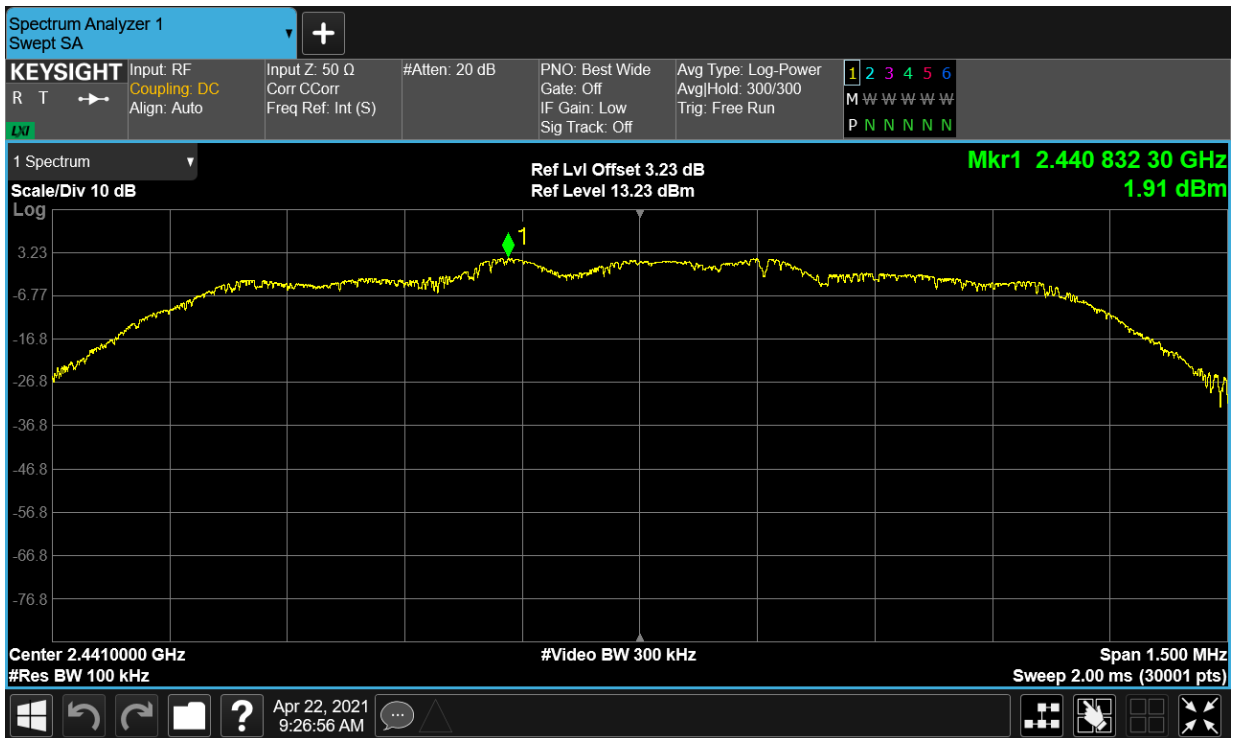 Spectrum Analyzer 1
Swept SA
KEYSIGHT
R T
LXI
Input: RF
Coupling: DC
Align: Auto
Input Z: 50 Ω
Corr CCorr
Freq Ref: Int (S)
#Atten: 20 dB
PNO: Best Wide
Gate: Off
IF Gain: Low
Sig Track: Off
Avg Type: Log-Power
Avg|Hold: 300/300
Trig: Free Run
1 2 3 4 5 6
M W W W W W
P N N N N N
1 Spectrum
Scale/Div 10 dB
Log
Ref Lvl Offset 3.23 dB
Ref Level 13.23 dBm
Mkr1 2.440 832 30 GHz
1.91 dBm
1
3.23
-6.77
-16.8
-26.8
-36.8
-46.8
-56.8
-66.8
-76.8
Center 2.4410000 GHz
#Res BW 100 kHz
#Video BW 300 kHz
Span 1.500 MHz
Sweep 2.00 ms (30001 pts)
?
Apr 22, 2021
9:26:56 AM